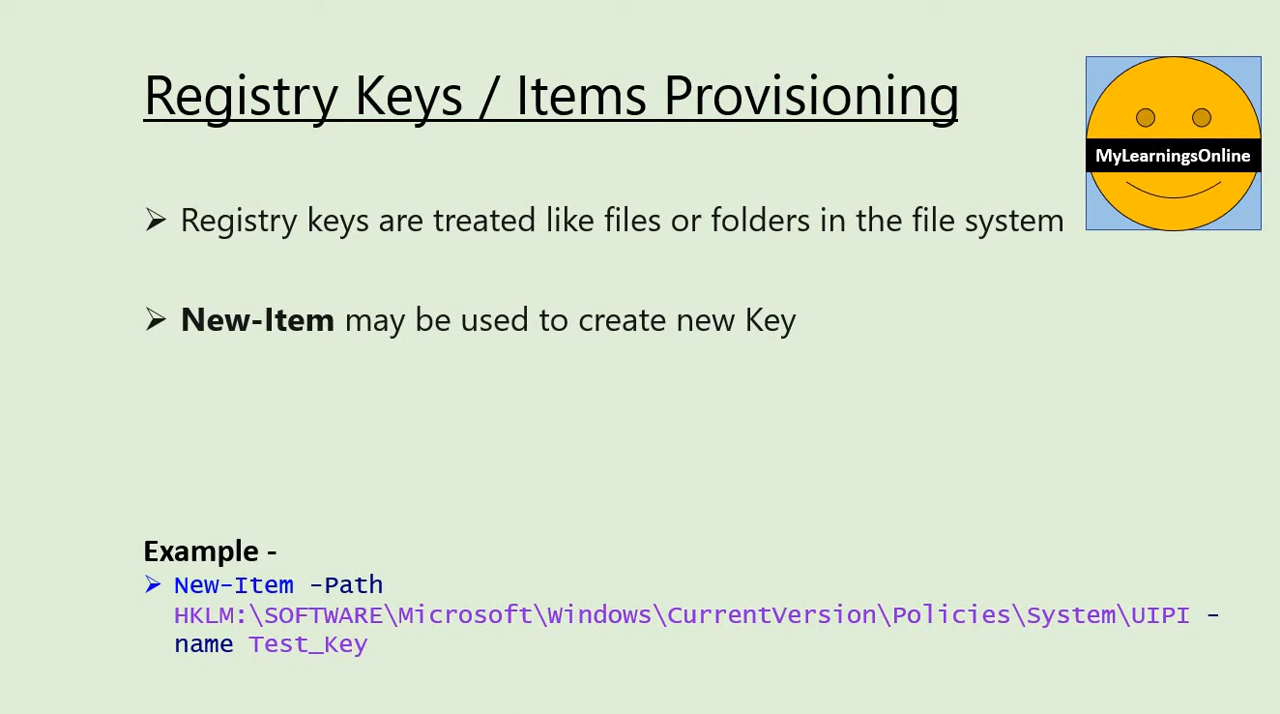 Registry Keys / Items Provisioning
MyLearningsOnline
Registry keys are treated like files or folders in the file system
New-Item may be used to create new Key
Example -
New-Item -Path
HKLM:\SOFTWARE\Microsoft\Windows\CurrentVersion\Policies\System\UIPI -
name Test_Key